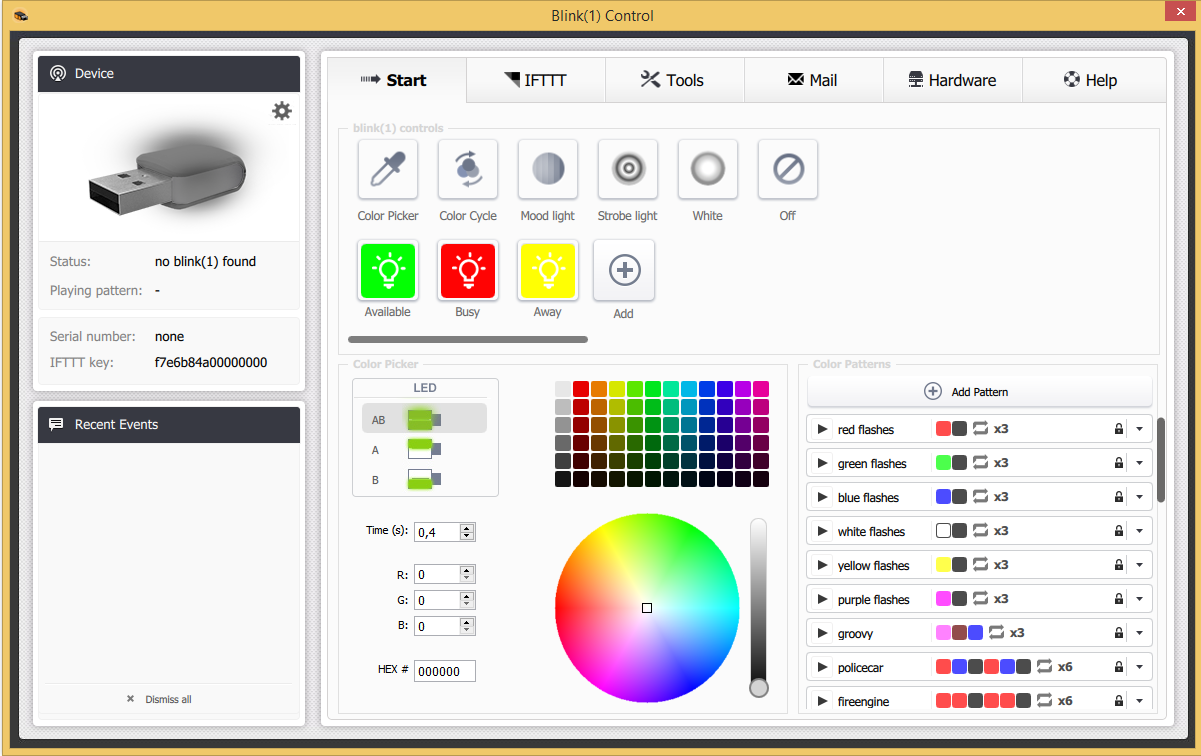 Blink(1) Control
Device
Status: no blink(1) found
Playing pattern: -
Serial number: none
IFTTT key: f7e6b84a00000000
Recent Events
Dismiss all
Start IFTTT Tools Mail Hardware Help
blink(1) controls
Color Picker Color Cycle Mood light Strobe light White Off
Available Busy Away Add
Color Picker
LED
AB
A
B
Time (s): 0,4
R: 0
G: 0
B: 0
HEX # 000000
Color Patterns
Add Pattern
red flashes x3
green flashes x3
blue flashes x3
white flashes x3
yellow flashes x3
purple flashes x3
groovy x3
policecar x6
fireengine x6